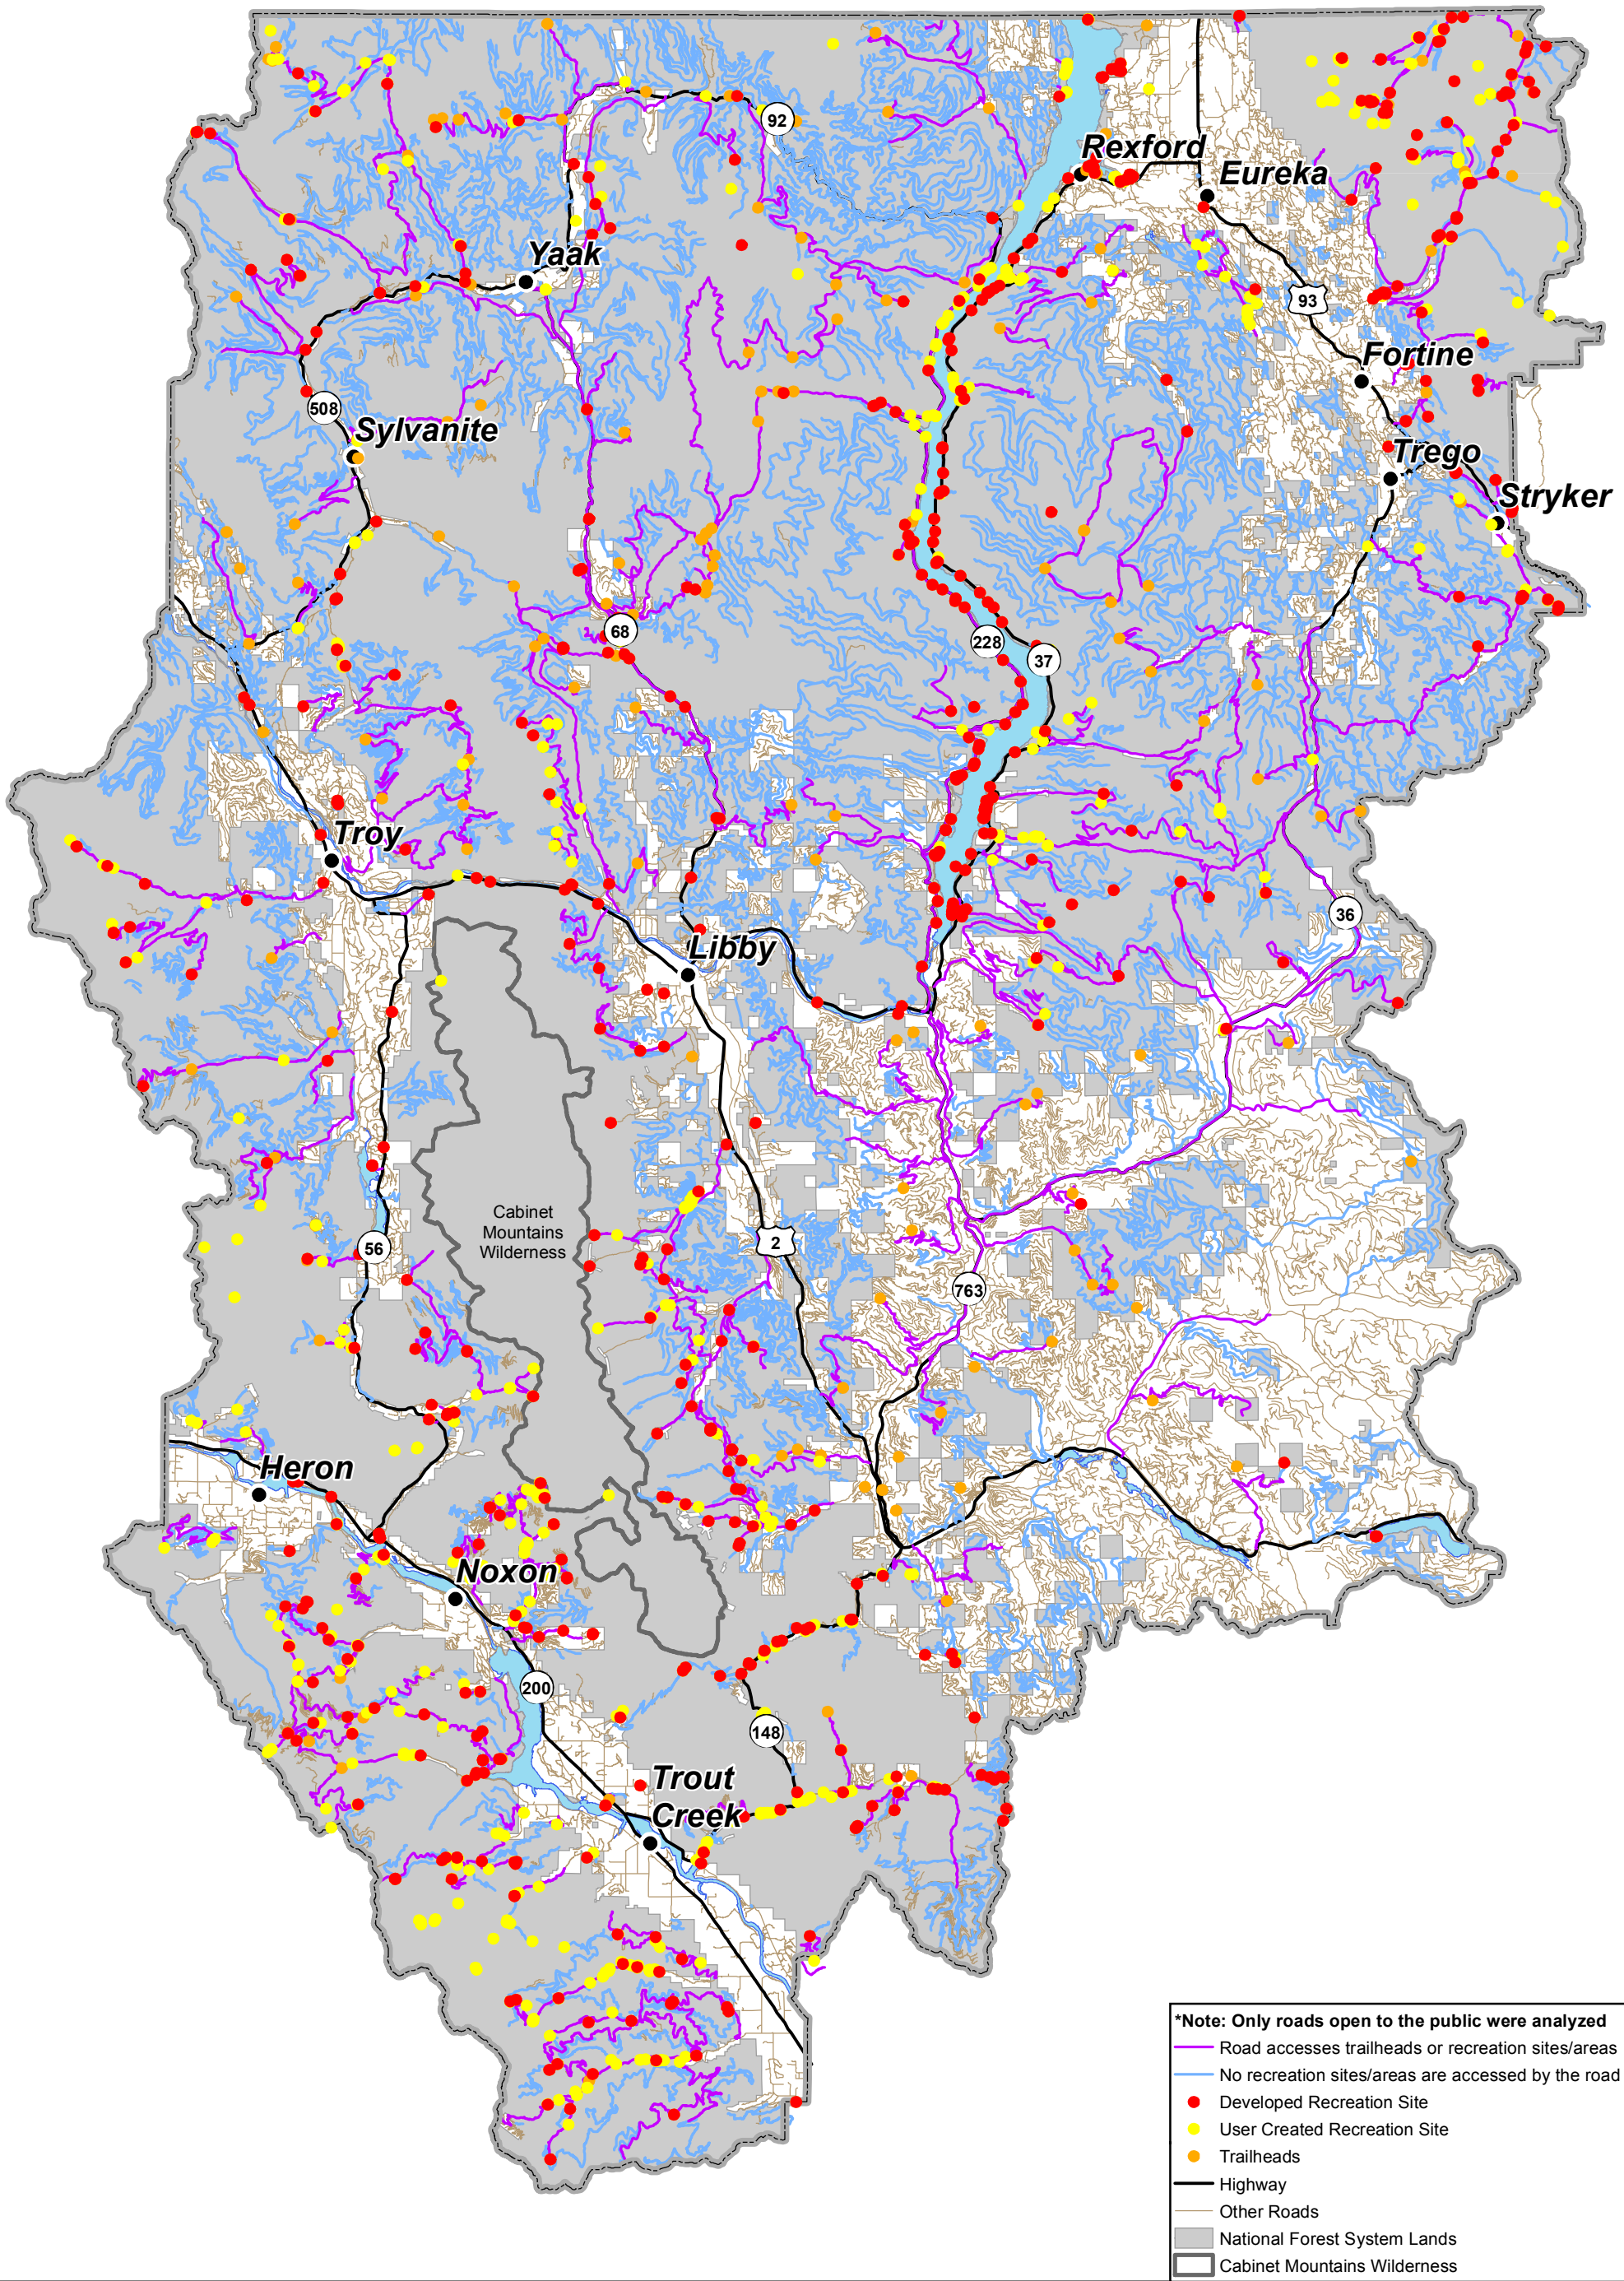 92
Rexford
Eureka
Yaak
93
Fortine
508
Sylvanite
Trego
Stryker
68
228
37
Troy
36
Libby
Cabinet
Mountains
Wilderness
56
2
763
Heron
Noxon
200
148
Trout
Creek
*Note: Only roads open to the public were analyzed
Road accesses trailheads or recreation sites/areas
No recreation sites/areas are accessed by the road
Developed Recreation Site
User Created Recreation Site
Trailheads
Highway
Other Roads
National Forest System Lands
Cabinet Mountains Wilderness